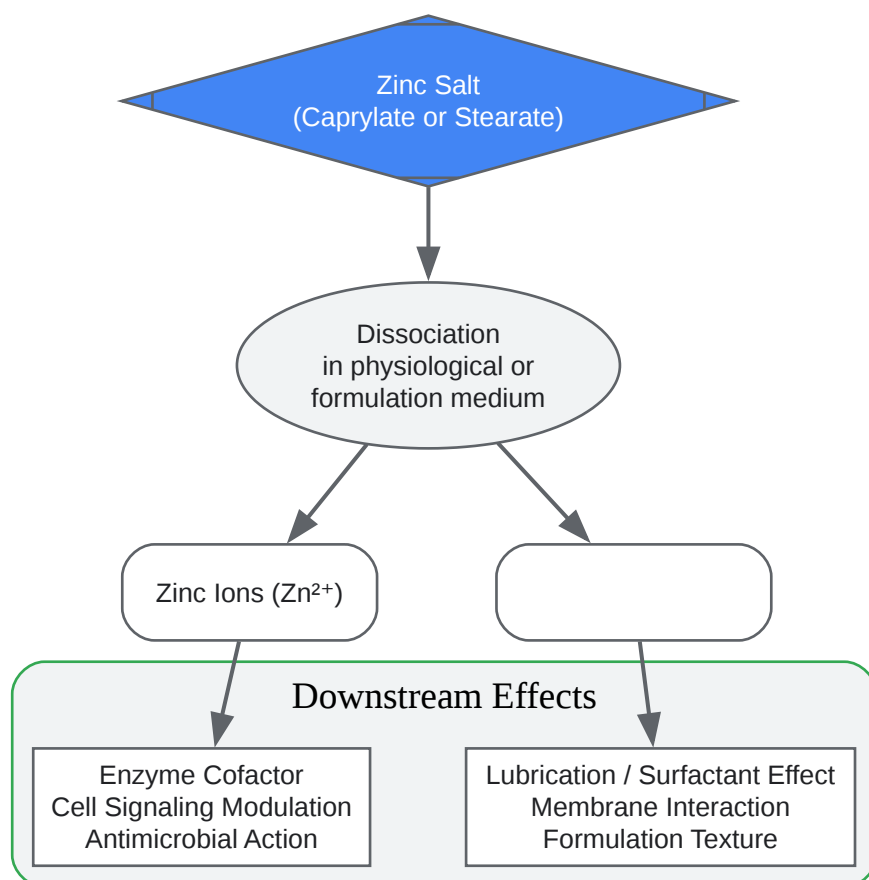 Zinc Salt
(Caprylate or Stearate)
Dissociation
in physiological or
formulation medium
Zinc Ions (Zn²⁺)
Downstream Effects
Enzyme Cofactor
Cell Signaling Modulation
Antimicrobial Action
Lubrication / Surfactant Effect
Membrane Interaction
Formulation Texture